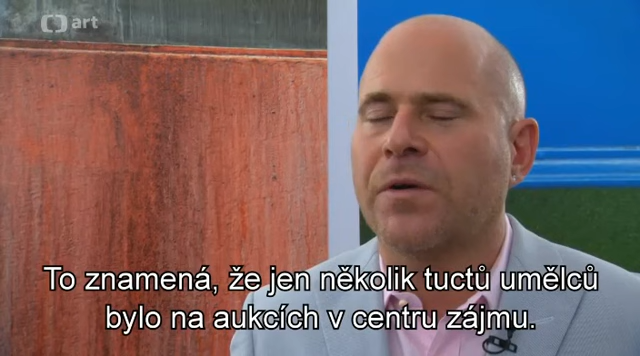 art
To znamená, že jen několik tuctů umělců
bylo na aukcích v centru zájmu.